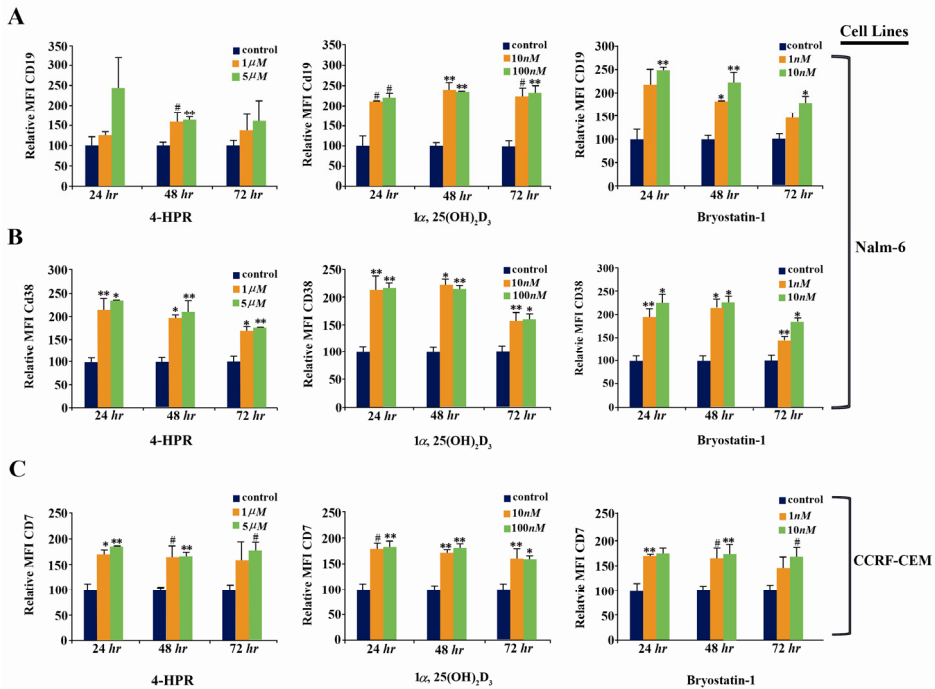 A
Cell Lines
Relative MFI CD19
350
300
250
200
150
100
50
0
control
1μM
5μM
#
**
24 hr
48 hr
72 hr
4-HPR
Relative MFI Cd19
350
300
250
200
150
100
50
0
control
10nM
100nM
# #
** **
# **
24 hr
48 hr
72 hr
1α, 25(OH)2D3
Relatvie MFI CD19
300
250
200
150
100
50
0
control
1nM
10nM
**
* **
*
24 hr
48 hr
72 hr
Bryostatin-1
Nalm-6
B
Relative MFI Cd38
300
250
200
150
100
50
0
control
1μM
5μM
** *
* **
* **
24 hr
48 hr
72 hr
4-HPR
Relative MFI CD38
250
200
150
100
50
0
control
10nM
100nM
** **
* **
** *
24 hr
48 hr
72 hr
1α, 25(OH)2D3
Relatvie MFI CD38
300
250
200
150
100
50
0
control
1nM
10nM
** *
* *
** *
24 hr
48 hr
72 hr
Bryostatin-1
C
Relative MFI CD7
250
200
150
100
50
0
control
1μM
5μM
* **
# **
#
24 hr
48 hr
72 hr
4-HPR
Relative MFI CD7
250
200
150
100
50
0
control
10nM
100nM
# **
** **
** *
24 hr
48 hr
72 hr
1α, 25(OH)2D3
Relatvie MFI CD7
250
200
150
100
50
0
control
1nM
10nM
**
# **
#
24 hr
48 hr
72 hr
Bryostatin-1
CCRF-CEM